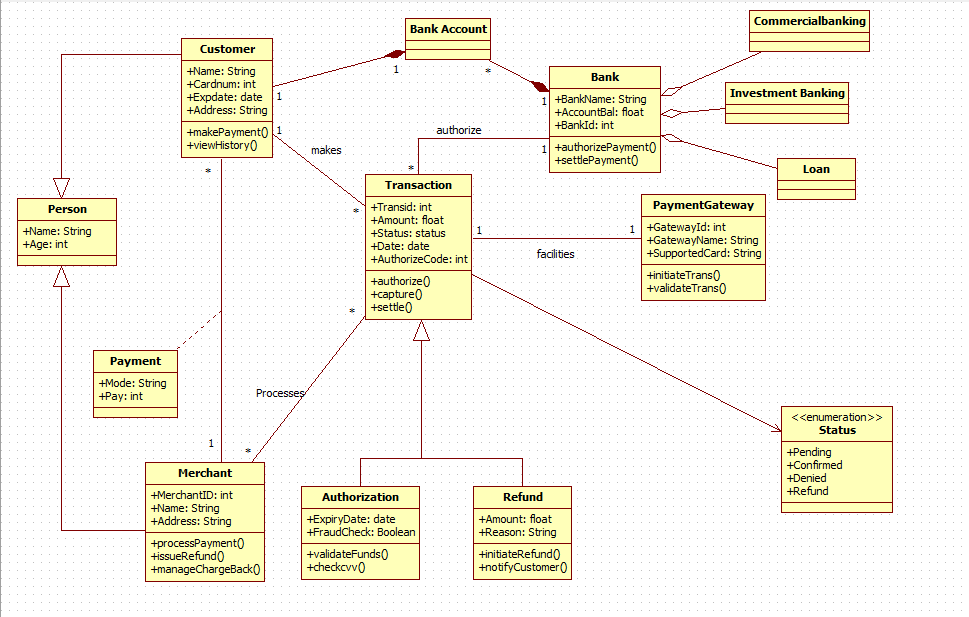 Commercialbanking
Bank Account
Customer
+Name: String
+Cardnum: int
+Expdate: date
+Address: String
+makePayment()
+viewHistory()
1
1
*
Bank
+BankName: String
+AccountBal: float
+BankId: int
+authorizePayment()
+settlePayment()
1
1
Investment Banking
Loan
authorize
*
1
makes
*
*
Transaction
+Transid: int
+Amount: float
+Status: status
+Date: date
+AuthorizeCode: int
+authorize()
+capture()
+settle()
Person
+Name: String
+Age: int
PaymentGateway
+GatewayId: int
+GatewayName: String
+SupportedCard: String
+initiateTrans()
+validateTrans()
1
1
facilities
*
Payment
+Mode: String
+Pay: int
Processes
1
*
<<enumeration>>
Status
+Pending
+Confirmed
+Denied
+Refund
Merchant
+MerchantID: int
+Name: String
+Address: String
+processPayment()
+issueRefund()
+manageChargeBack()
Authorization
+ExpiryDate: date
+FraudCheck: Boolean
+validateFunds()
+checkcvv()
Refund
+Amount: float
+Reason: String
+initiateRefund()
+notifyCustomer()